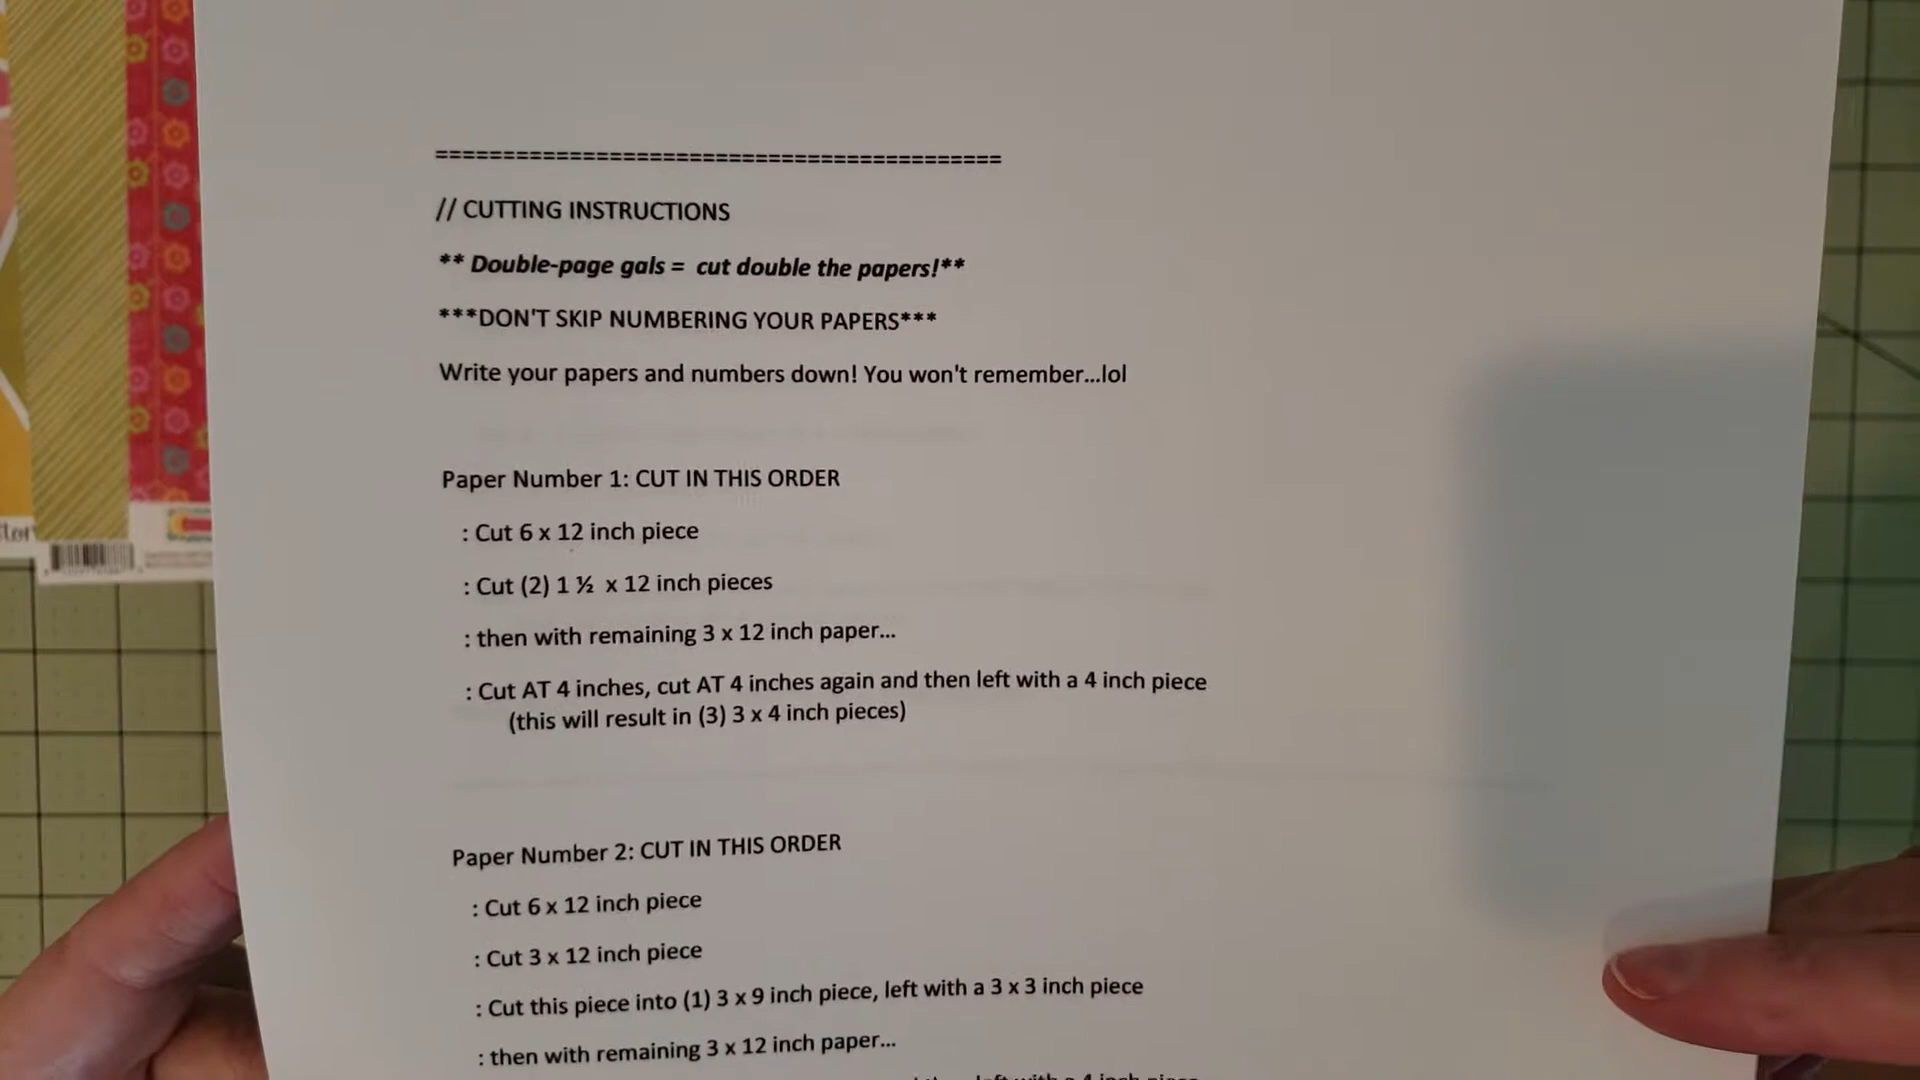 ==========================================
// CUTTING INSTRUCTIONS
** Double-page gals = cut double the papers!**
***DON'T SKIP NUMBERING YOUR PAPERS***
Write your papers and numbers down! You won't remember...lol
Paper Number 1: CUT IN THIS ORDER
: Cut 6 x 12 inch piece
: Cut (2) 1 ½ x 12 inch pieces
: then with remaining 3 x 12 inch paper...
: Cut AT 4 inches, cut AT 4 inches again and then left with a 4 inch piece
(this will result in (3) 3 x 4 inch pieces)
Paper Number 2: CUT IN THIS ORDER
: Cut 6 x 12 inch piece
: Cut 3 x 12 inch piece
: Cut this piece into (1) 3 x 9 inch piece, left with a 3 x 3 inch piece
: then with remaining 3 x 12 inch paper...
left with a 4 inch piece